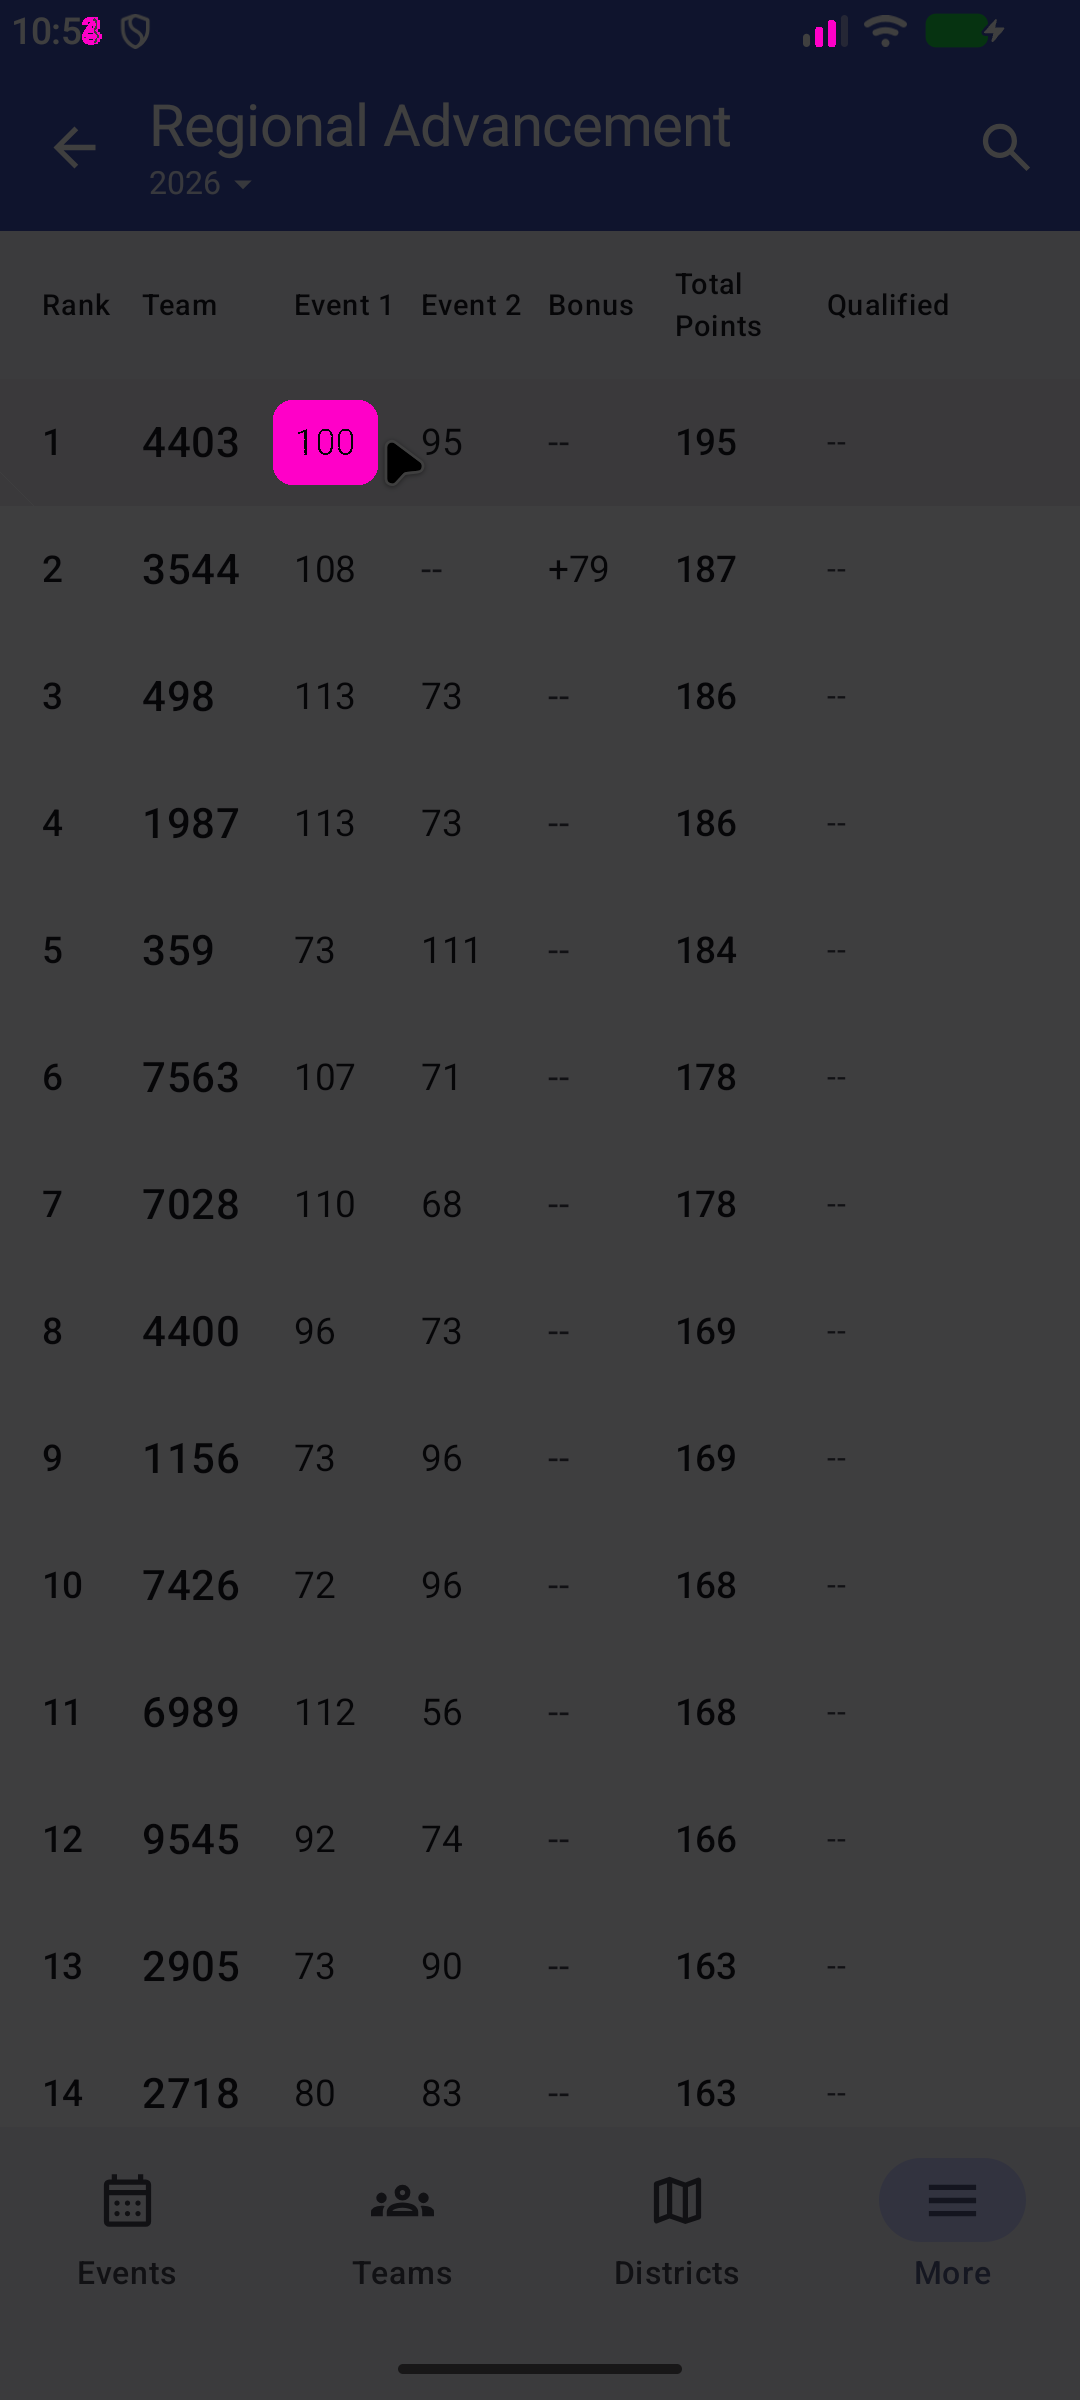 10:5
Regional Advancement
2026
Rank Team Event 1 Event 2 Bonus Total Points Qualified
1 4403 100 95 -- 195 --
2 3544 108 -- +79 187 --
3 498 113 73 -- 186 --
4 1987 113 73 -- 186 --
5 359 73 111 -- 184 --
6 7563 107 71 -- 178 --
7 7028 110 68 -- 178 --
8 4400 96 73 -- 169 --
9 1156 73 96 -- 169 --
10 7426 72 96 -- 168 --
11 6989 112 56 -- 168 --
12 9545 92 74 -- 166 --
13 2905 73 90 -- 163 --
14 2718 80 83 -- 163 --
Events Teams Districts More